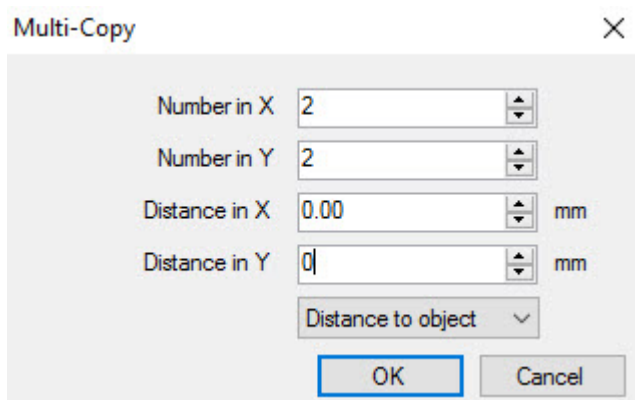 Multi-Copy
Number in X 2
Number in Y 2
Distance in X 0.00 mm
Distance in Y 0 mm
Distance to object
OK Cancel